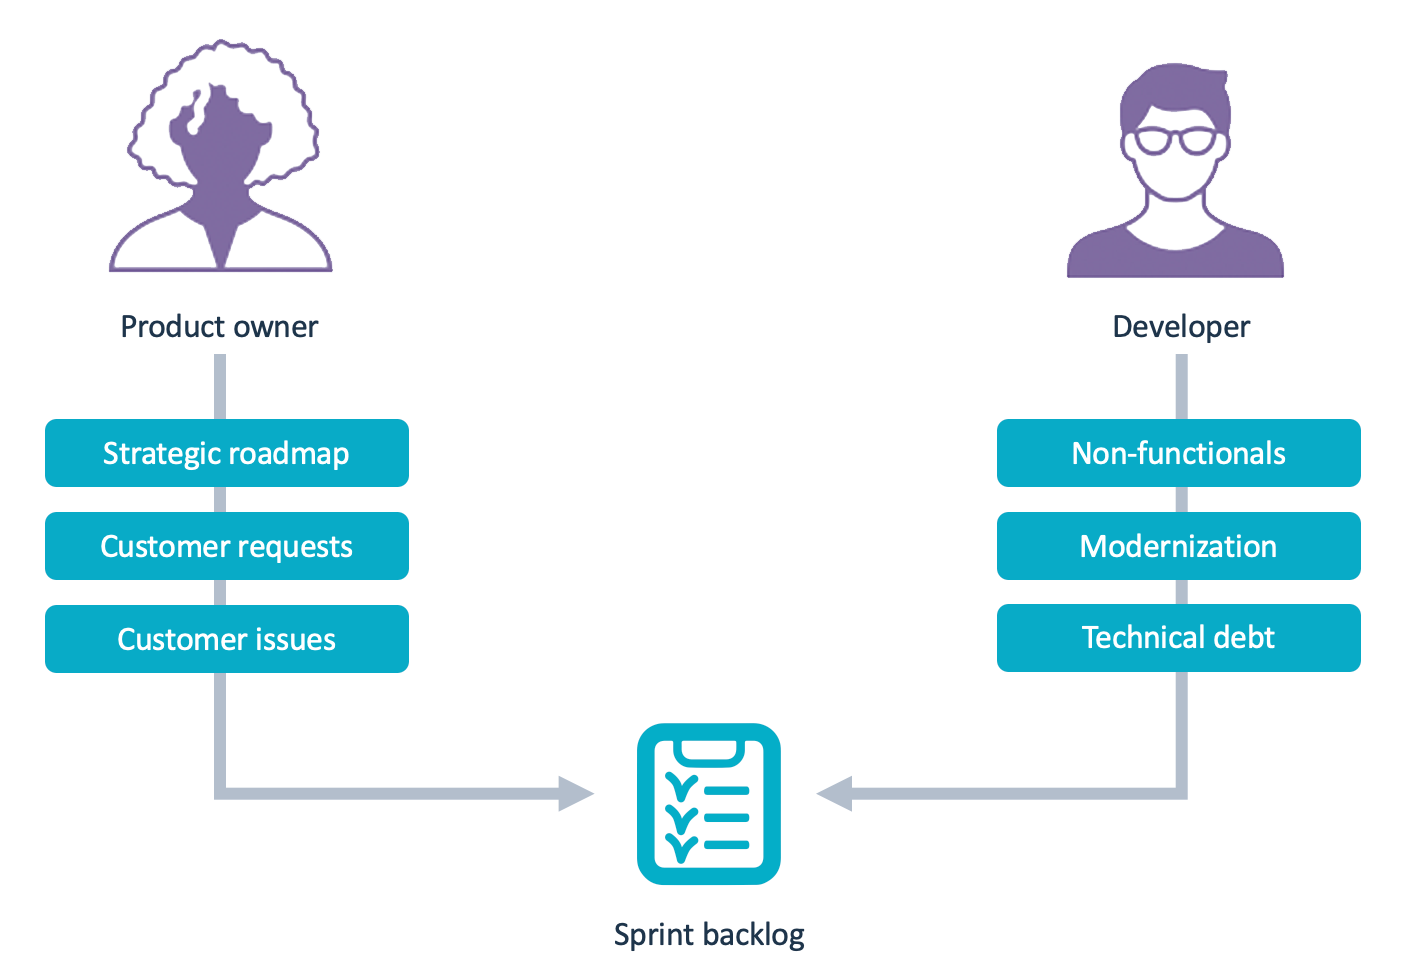 Product owner
Strategic roadmap
Customer requests
Customer issues
Developer
Non-functionals
Modernization
Technical debt
Sprint backlog